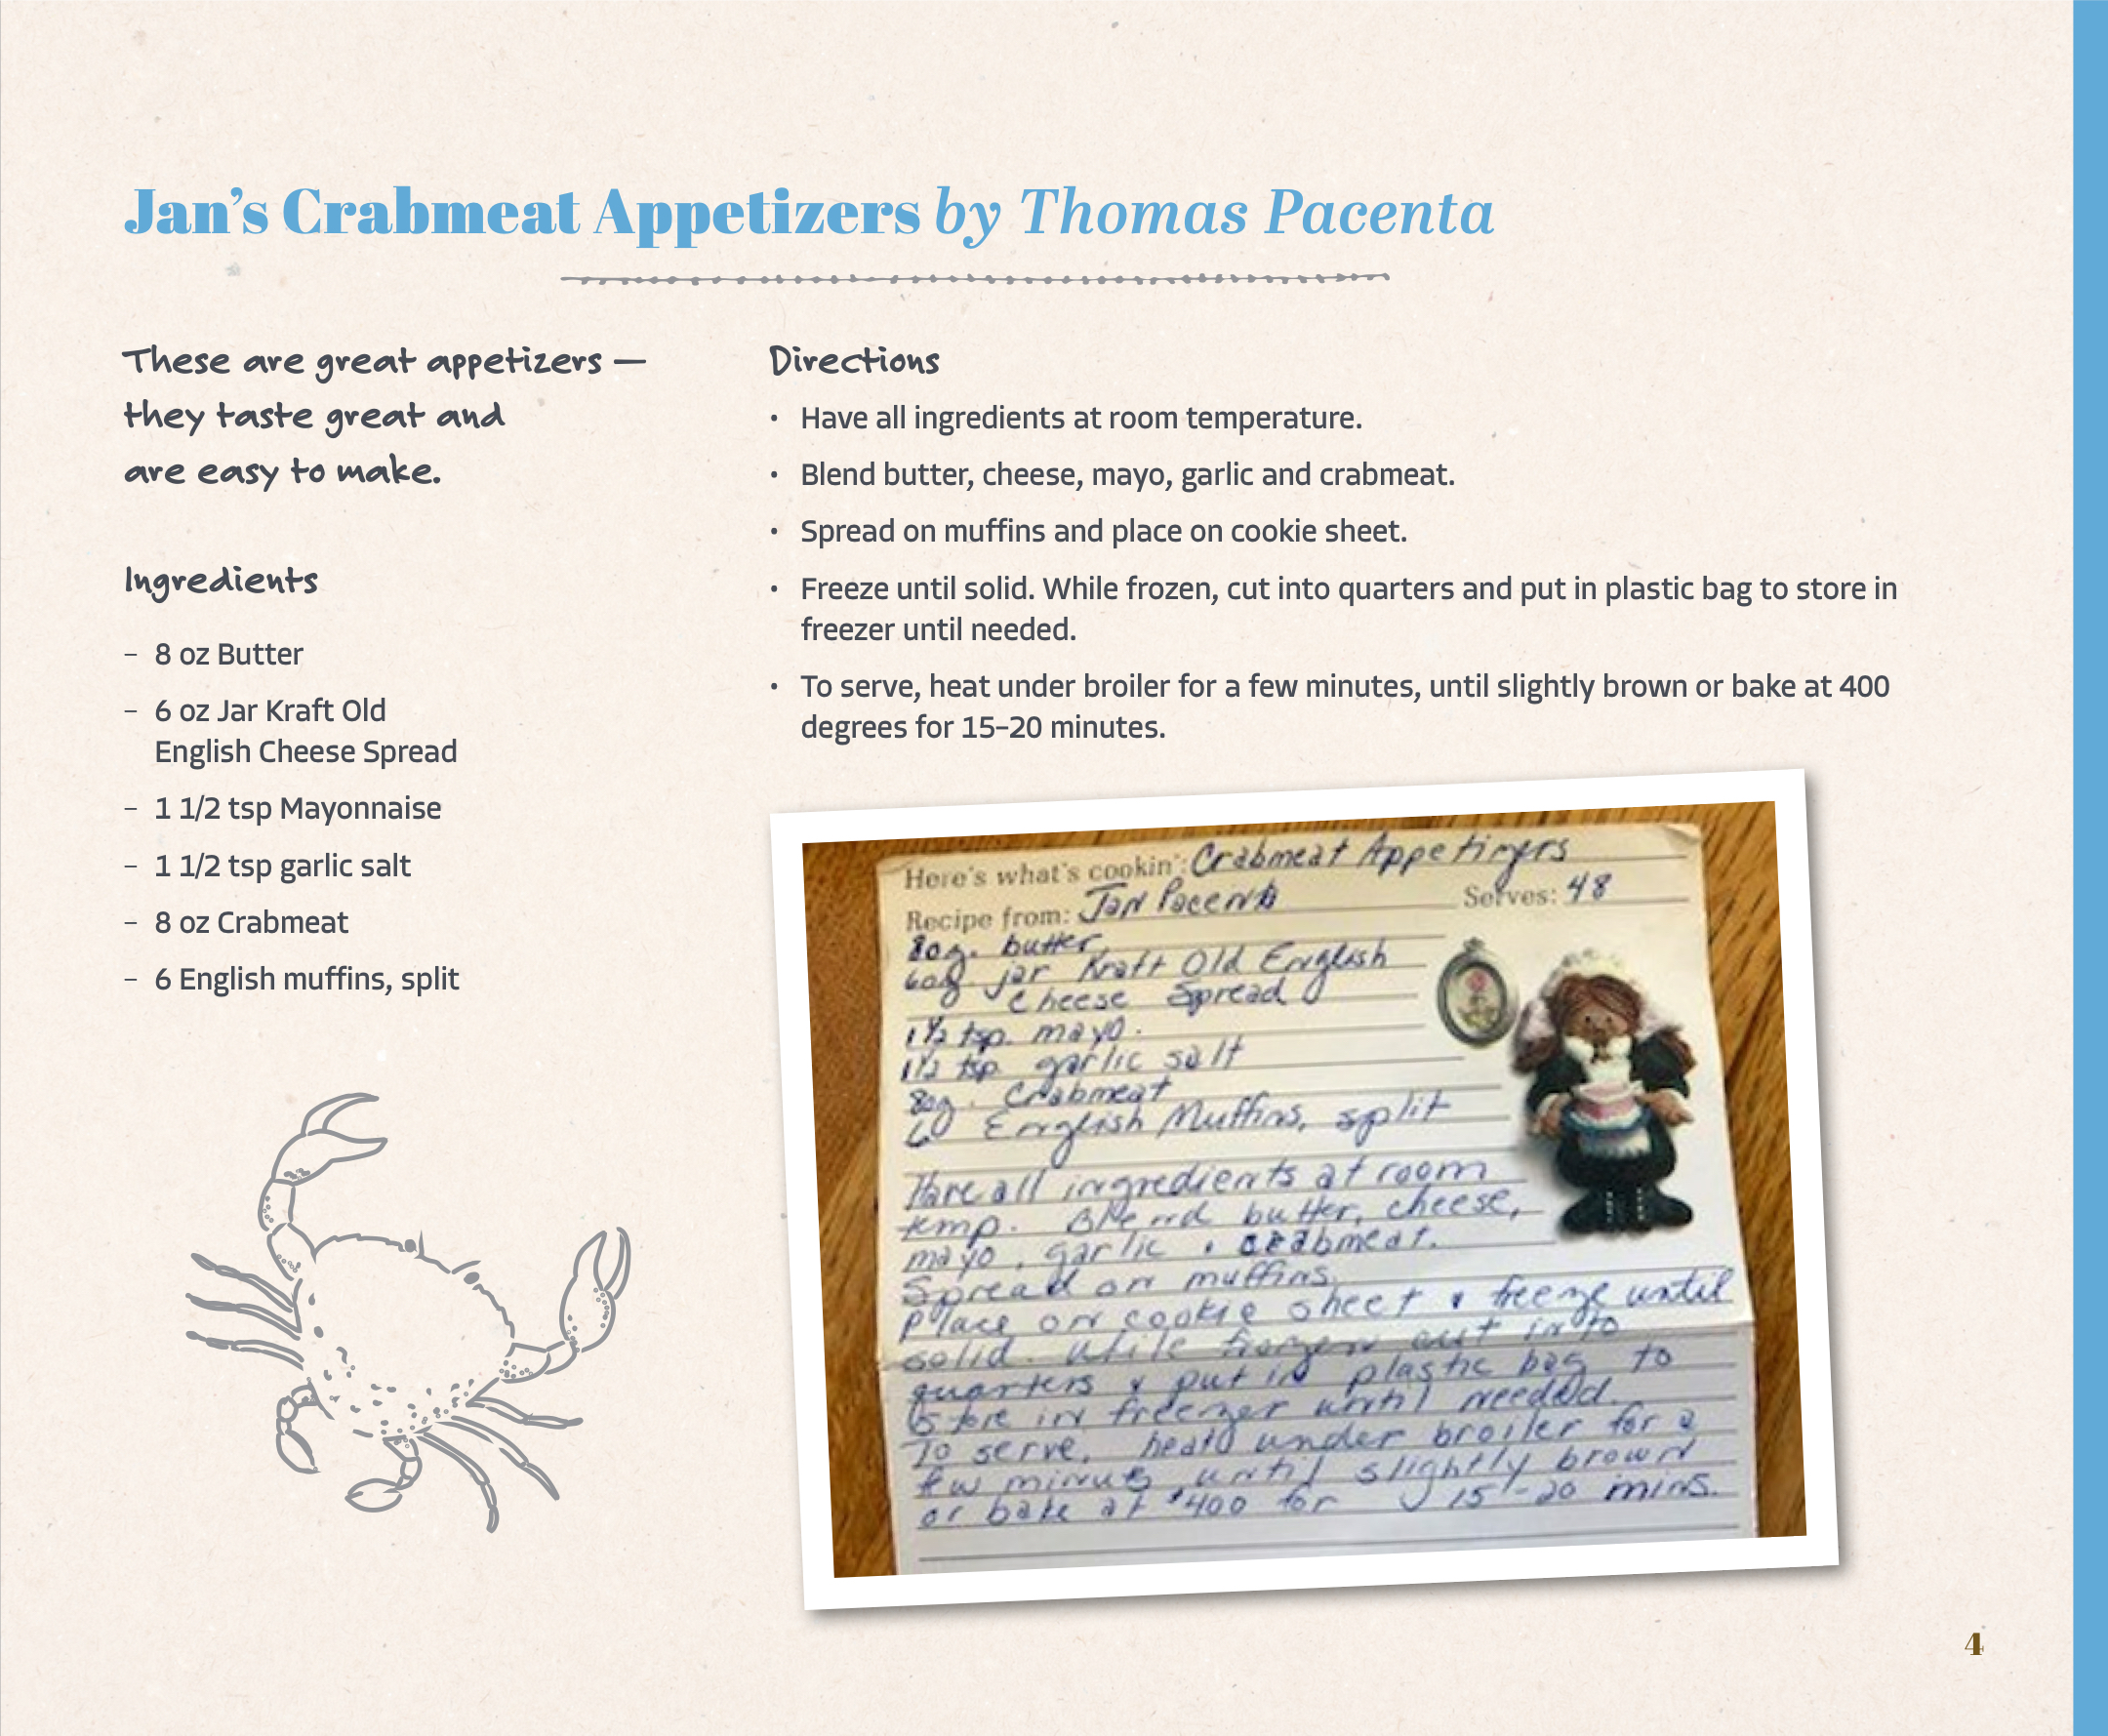 Jan's Crabmeat Appetizers by Thomas Pacenta
These are great appetizers —
they taste great and
are easy to make.
Ingredients
– 8 oz Butter
– 6 oz Jar Kraft Old
English Cheese Spread
– 1 1/2 tsp Mayonnaise
– 1 1/2 tsp garlic salt
– 8 oz Crabmeat
– 6 English muffins, split
Directions
• Have all ingredients at room temperature.
• Blend butter, cheese, mayo, garlic and crabmeat.
• Spread on muffins and place on cookie sheet.
• Freeze until solid. While frozen, cut into quarters and put in plastic bag to store in
freezer until needed.
• To serve, heat under broiler for a few minutes, until slightly brown or bake at 400
degrees for 15–20 minutes.
Here's what's cookin': Crabmeat Appetizers
Recipe from: Jan Pacenta Serves: 48
8oz. butter
6oz jar Kraft Old English
Cheese Spread
1 1/2 tsp. mayo.
1 1/2 tsp. garlic salt
8oz. Crabmeat
6 English Muffins, split
Have all ingredients at room
temp. Blend butter, cheese,
mayo, garlic & crabmeat.
Spread on muffins.
Place on cookie sheet & freeze until
solid. While frozen cut into
quarters & put in plastic bag to
store in freezer until needed.
To serve, heat under broiler for a
few minutes until slightly brown
or bake at 400 for 15-20 mins.
4